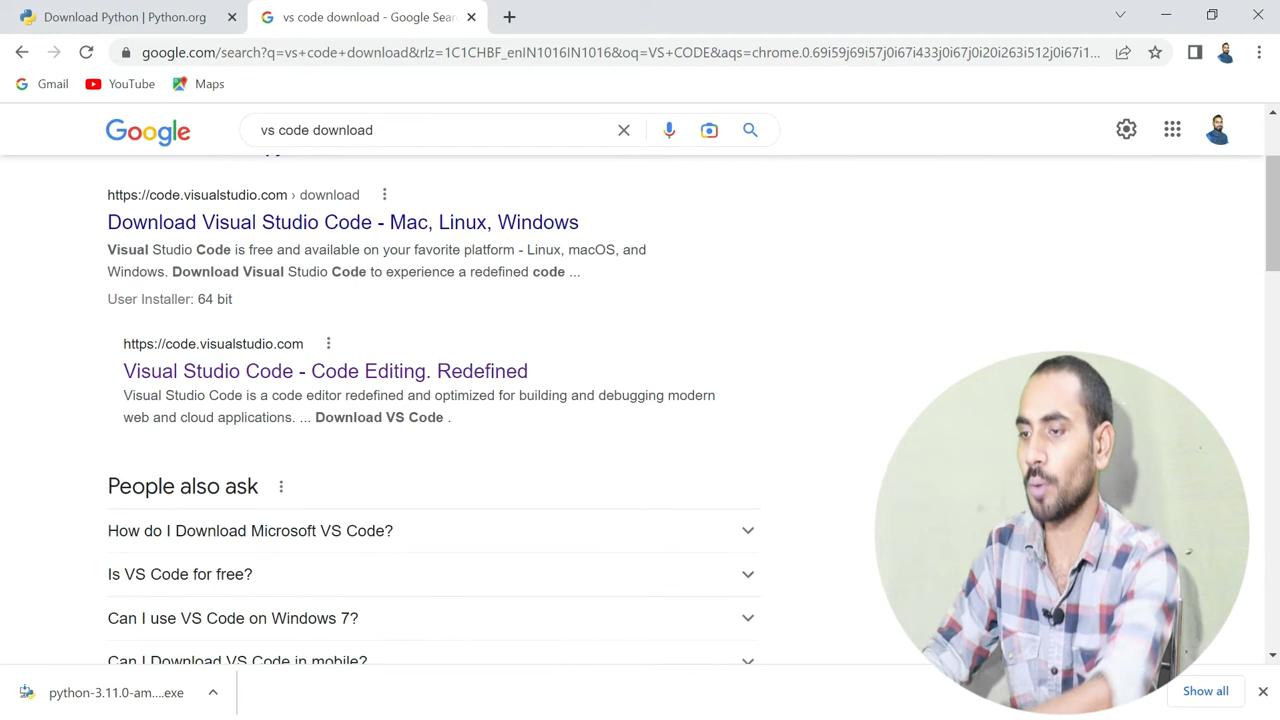 Download Python | Python.org
vs code download - Google Sear
google.com/search?q=vs+code+download&rlz=1C1CHBF_enIN1016IN1016&oq=VS+CODE&aqs=chrome.0.69i59j69i57j0i67i433j0i67j0i20i263i512j0i67i1...
Gmail
YouTube
Maps
Google
vs code download
https://code.visualstudio.com › download
Download Visual Studio Code - Mac, Linux, Windows
Visual Studio Code is free and available on your favorite platform - Linux, macOS, and
Windows. Download Visual Studio Code to experience a redefined code ...
User Installer: 64 bit
https://code.visualstudio.com
Visual Studio Code - Code Editing. Redefined
Visual Studio Code is a code editor redefined and optimized for building and debugging modern
web and cloud applications. ... Download VS Code .
People also ask
How do I Download Microsoft VS Code?
Is VS Code for free?
Can I use VS Code on Windows 7?
Can I Download VS Code in mobile?
python-3.11.0-am....exe
Show all